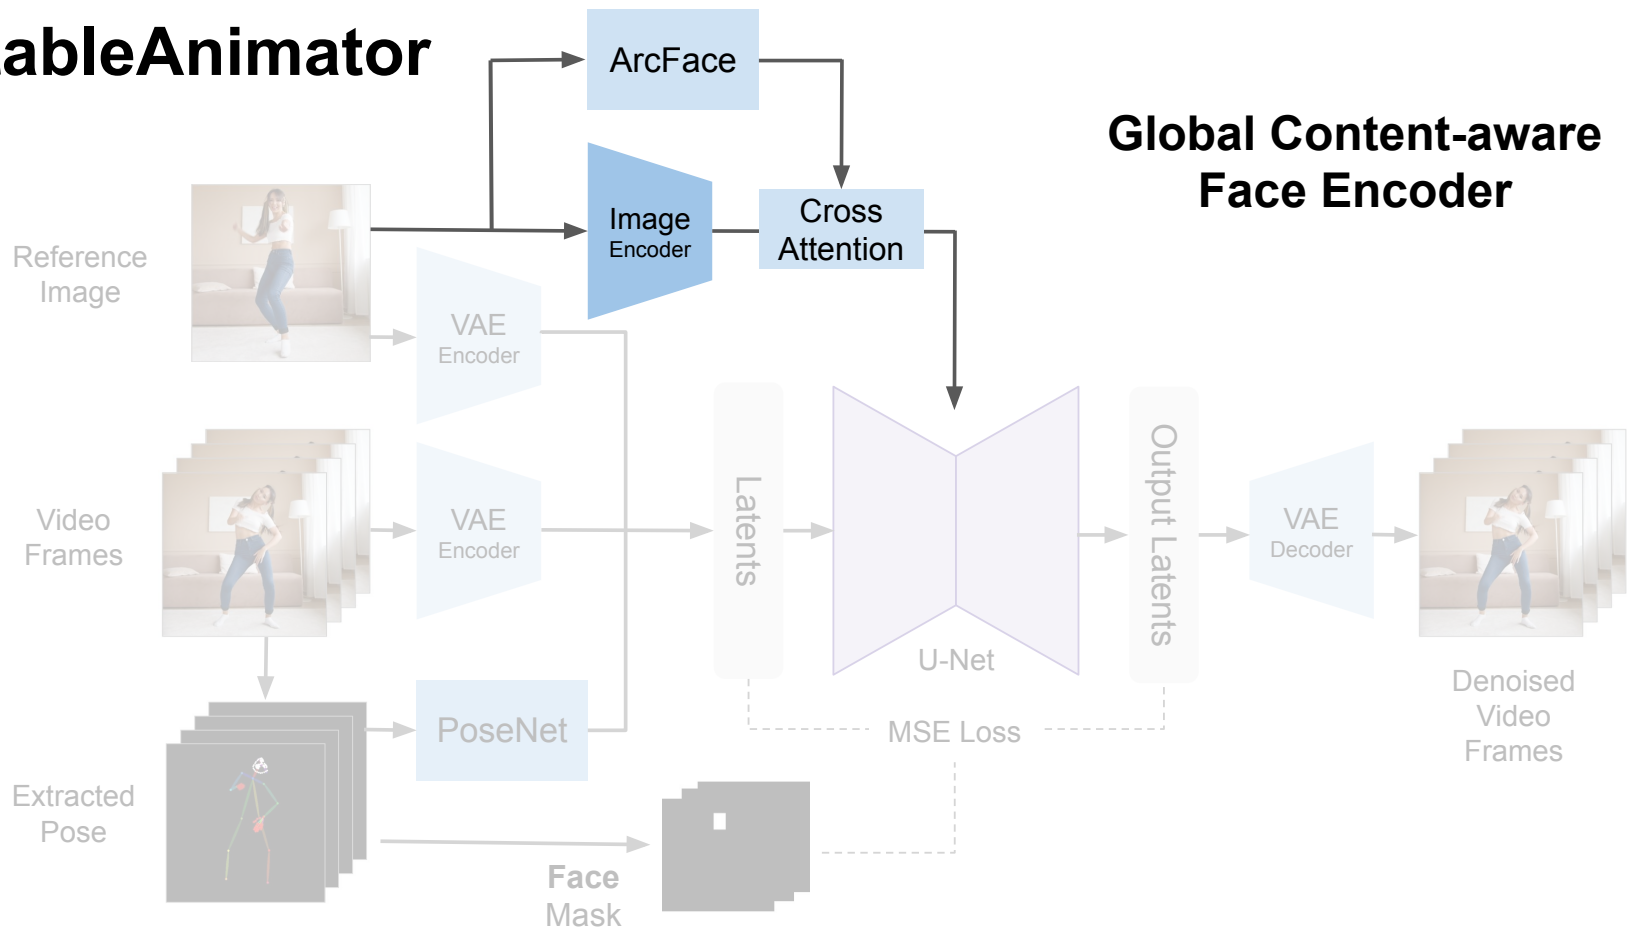 ableAnimator
ArcFace
Global Content-aware
Face Encoder
Image
Encoder
Cross
Attention
Reference
Image
VAE
Encoder
Video
Frames
VAE
Encoder
Latents
U-Net
Output Latents
VAE
Decoder
Denoised
Video
Frames
PoseNet
MSE Loss
Extracted
Pose
Face
Mask